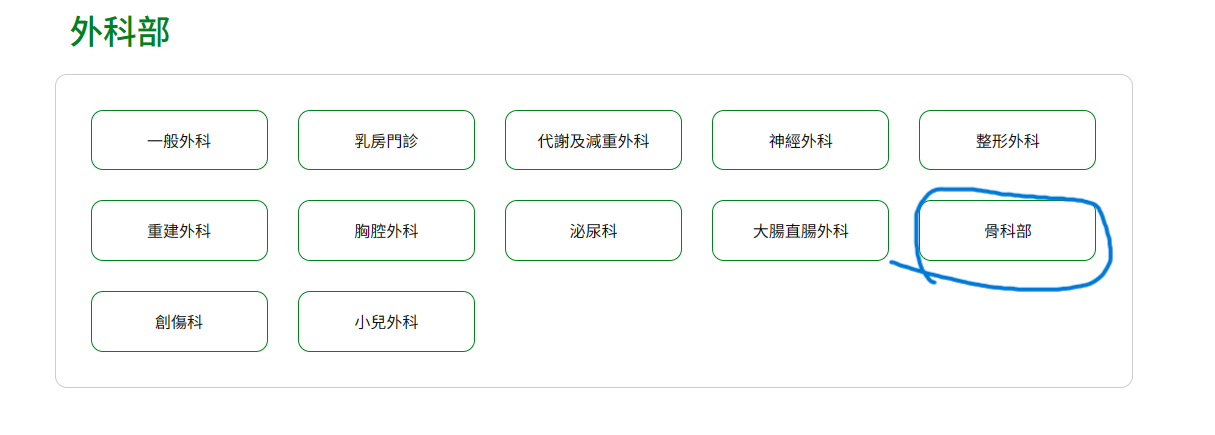 外科部
一般外科 乳房門診 代謝及減重外科 神經外科 整形外科
重建外科 胸腔外科 泌尿科 大腸直腸外科 骨科部
創傷科 小兒外科